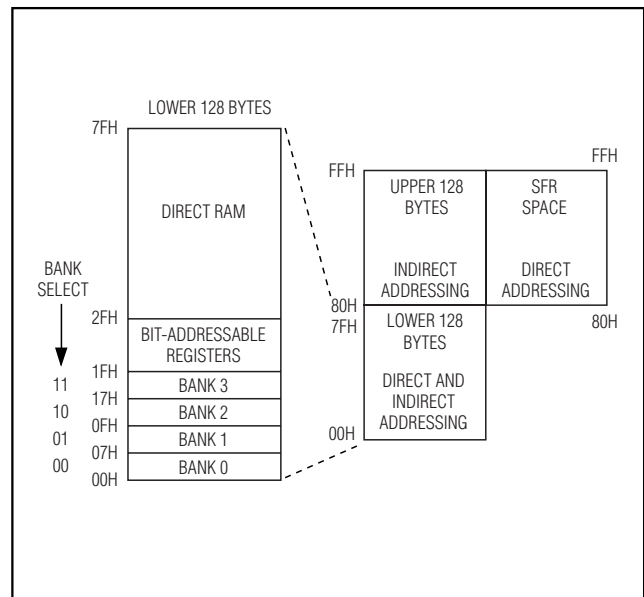 LOWER 128 BYTES
7FH
DIRECT RAM
BANK
SELECT
2FH
BIT-ADDRESSABLE
REGISTERS
1FH
11
BANK 3
17H
10
BANK 2
0FH
01
BANK 1
07H
00
BANK 0
00H
FFH
FFH
UPPER 128
BYTES
INDIRECT
ADDRESSING
SFR
SPACE
DIRECT
ADDRESSING
80H
80H
7FH
LOWER 128
BYTES
DIRECT AND
INDIRECT
ADDRESSING
00H